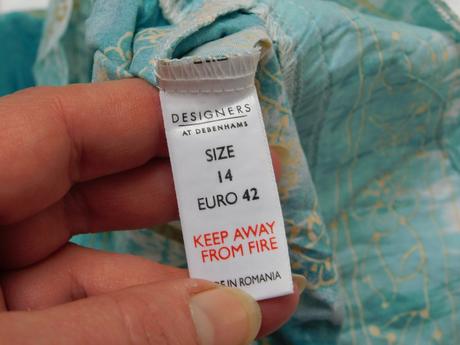 DESIGNERS
AT DEBENHAMS
SIZE
14
EURO 42
KEEP AWAY
FROM FIRE
IN ROMANIA